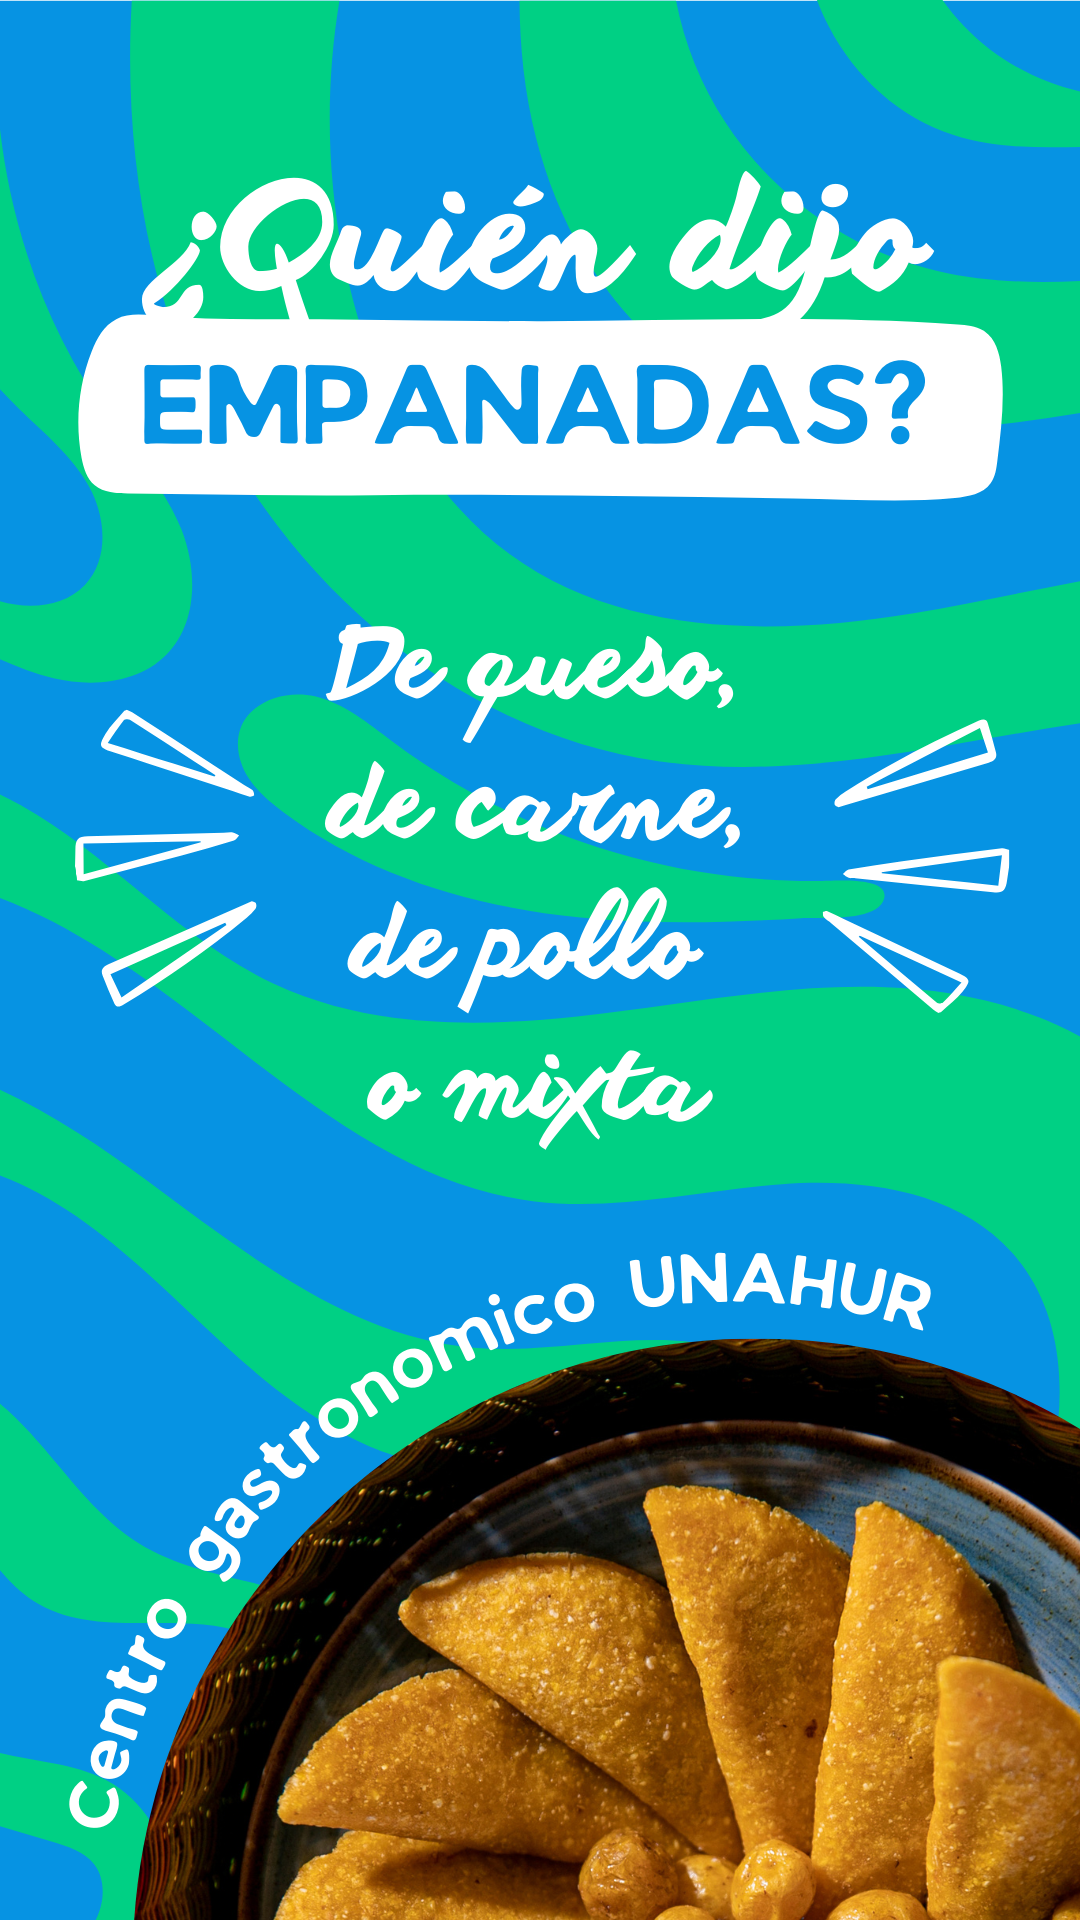 ¿Quién dijo
EMPANADAS?
De queso,
de carne,
de pollo
o mixta
Centro gastronomico UNAHUR